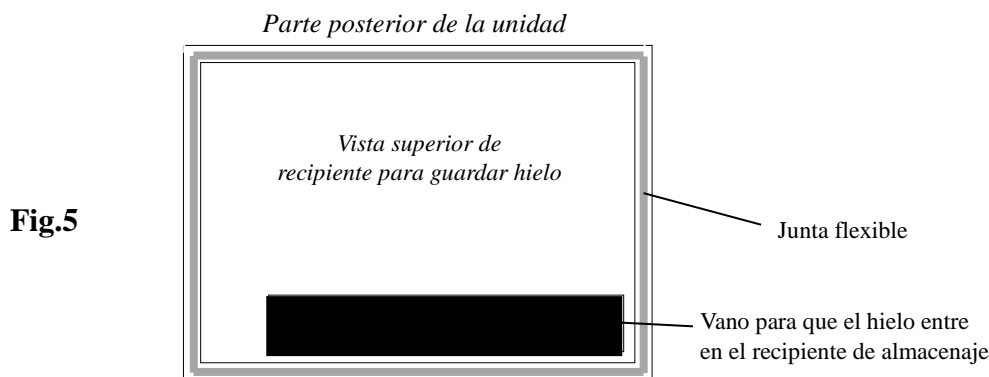 Parte posterior de la unidad
Vista superior de
recipiente para guardar hielo
Fig.5
Junta flexible
Vano para que el hielo entre
en el recipiente de almacenaje